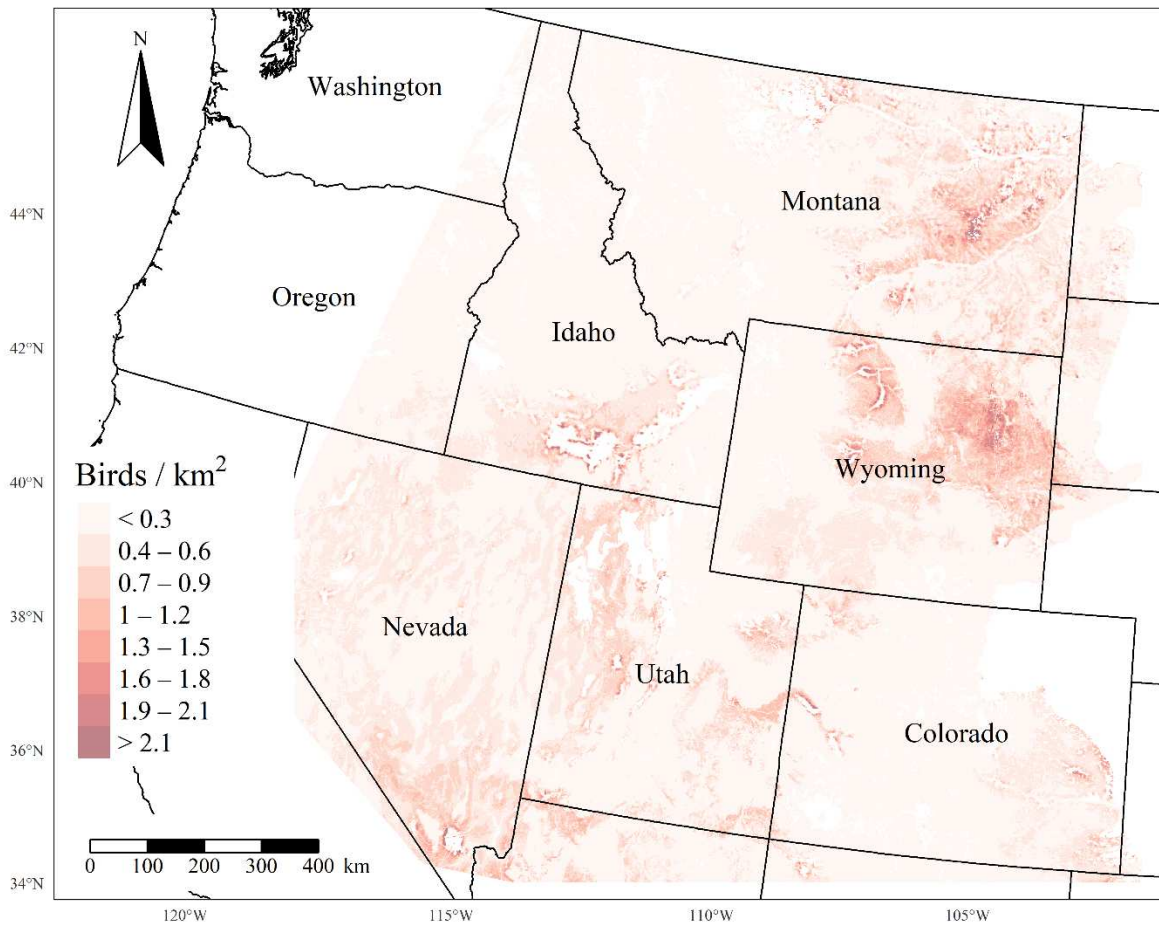 N
Washington
Montana
44°N
Oregon
Idaho
42°N
Birds / km²
Wyoming
40°N
< 0.3
0.4 – 0.6
0.7 – 0.9
1 – 1.2
1.3 – 1.5
1.6 – 1.8
1.9 – 2.1
> 2.1
38°N
Nevada
Utah
Colorado
36°N
0 100 200 300 400 km
34°N
120°W 115°W 110°W 105°W